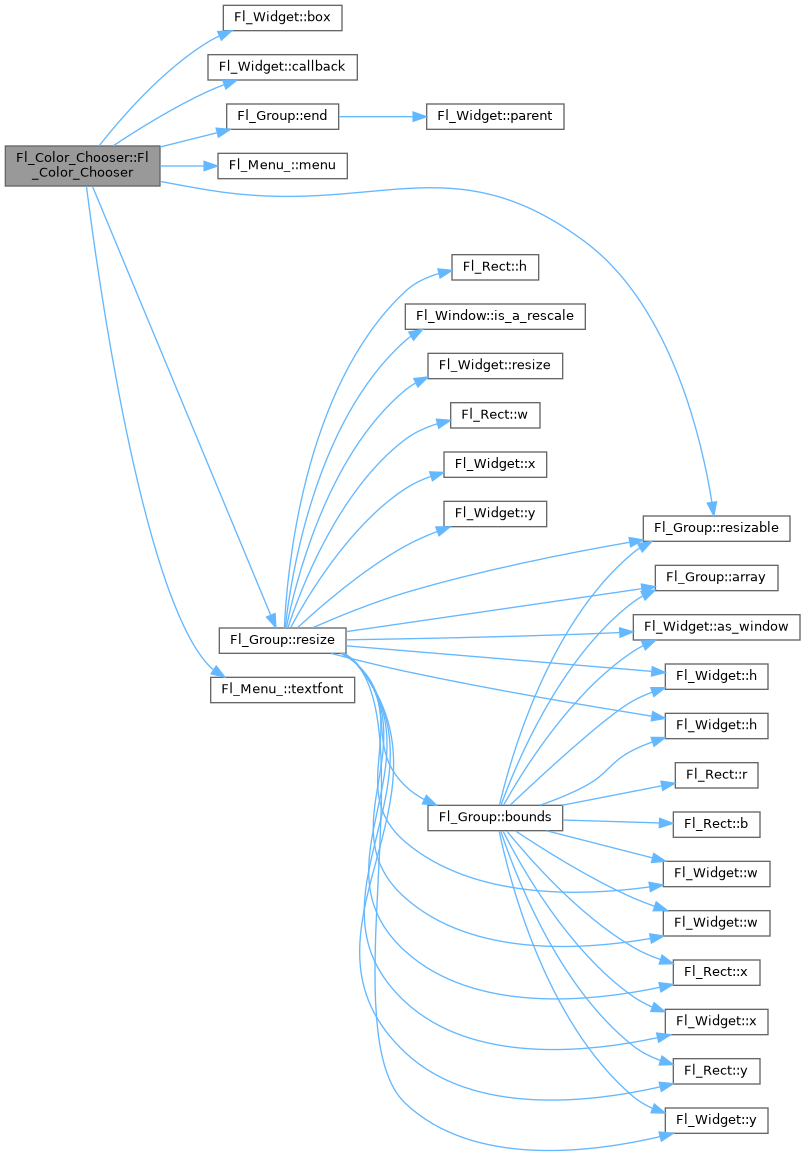 Fl_Widget::box
Fl_Widget::callback
Fl_Group::end
Fl_Widget::parent
Fl_Color_Chooser::Fl
_Color_Chooser
Fl_Menu_::menu
Fl_Rect::h
Fl_Window::is_a_rescale
Fl_Widget::resize
Fl_Rect::w
Fl_Widget::x
Fl_Widget::y
Fl_Group::resizable
Fl_Group::array
Fl_Widget::as_window
Fl_Group::resize
Fl_Widget::h
Fl_Menu_::textfont
Fl_Widget::h
Fl_Rect::r
Fl_Group::bounds
Fl_Rect::b
Fl_Widget::w
Fl_Widget::w
Fl_Rect::x
Fl_Widget::x
Fl_Rect::y
Fl_Widget::y